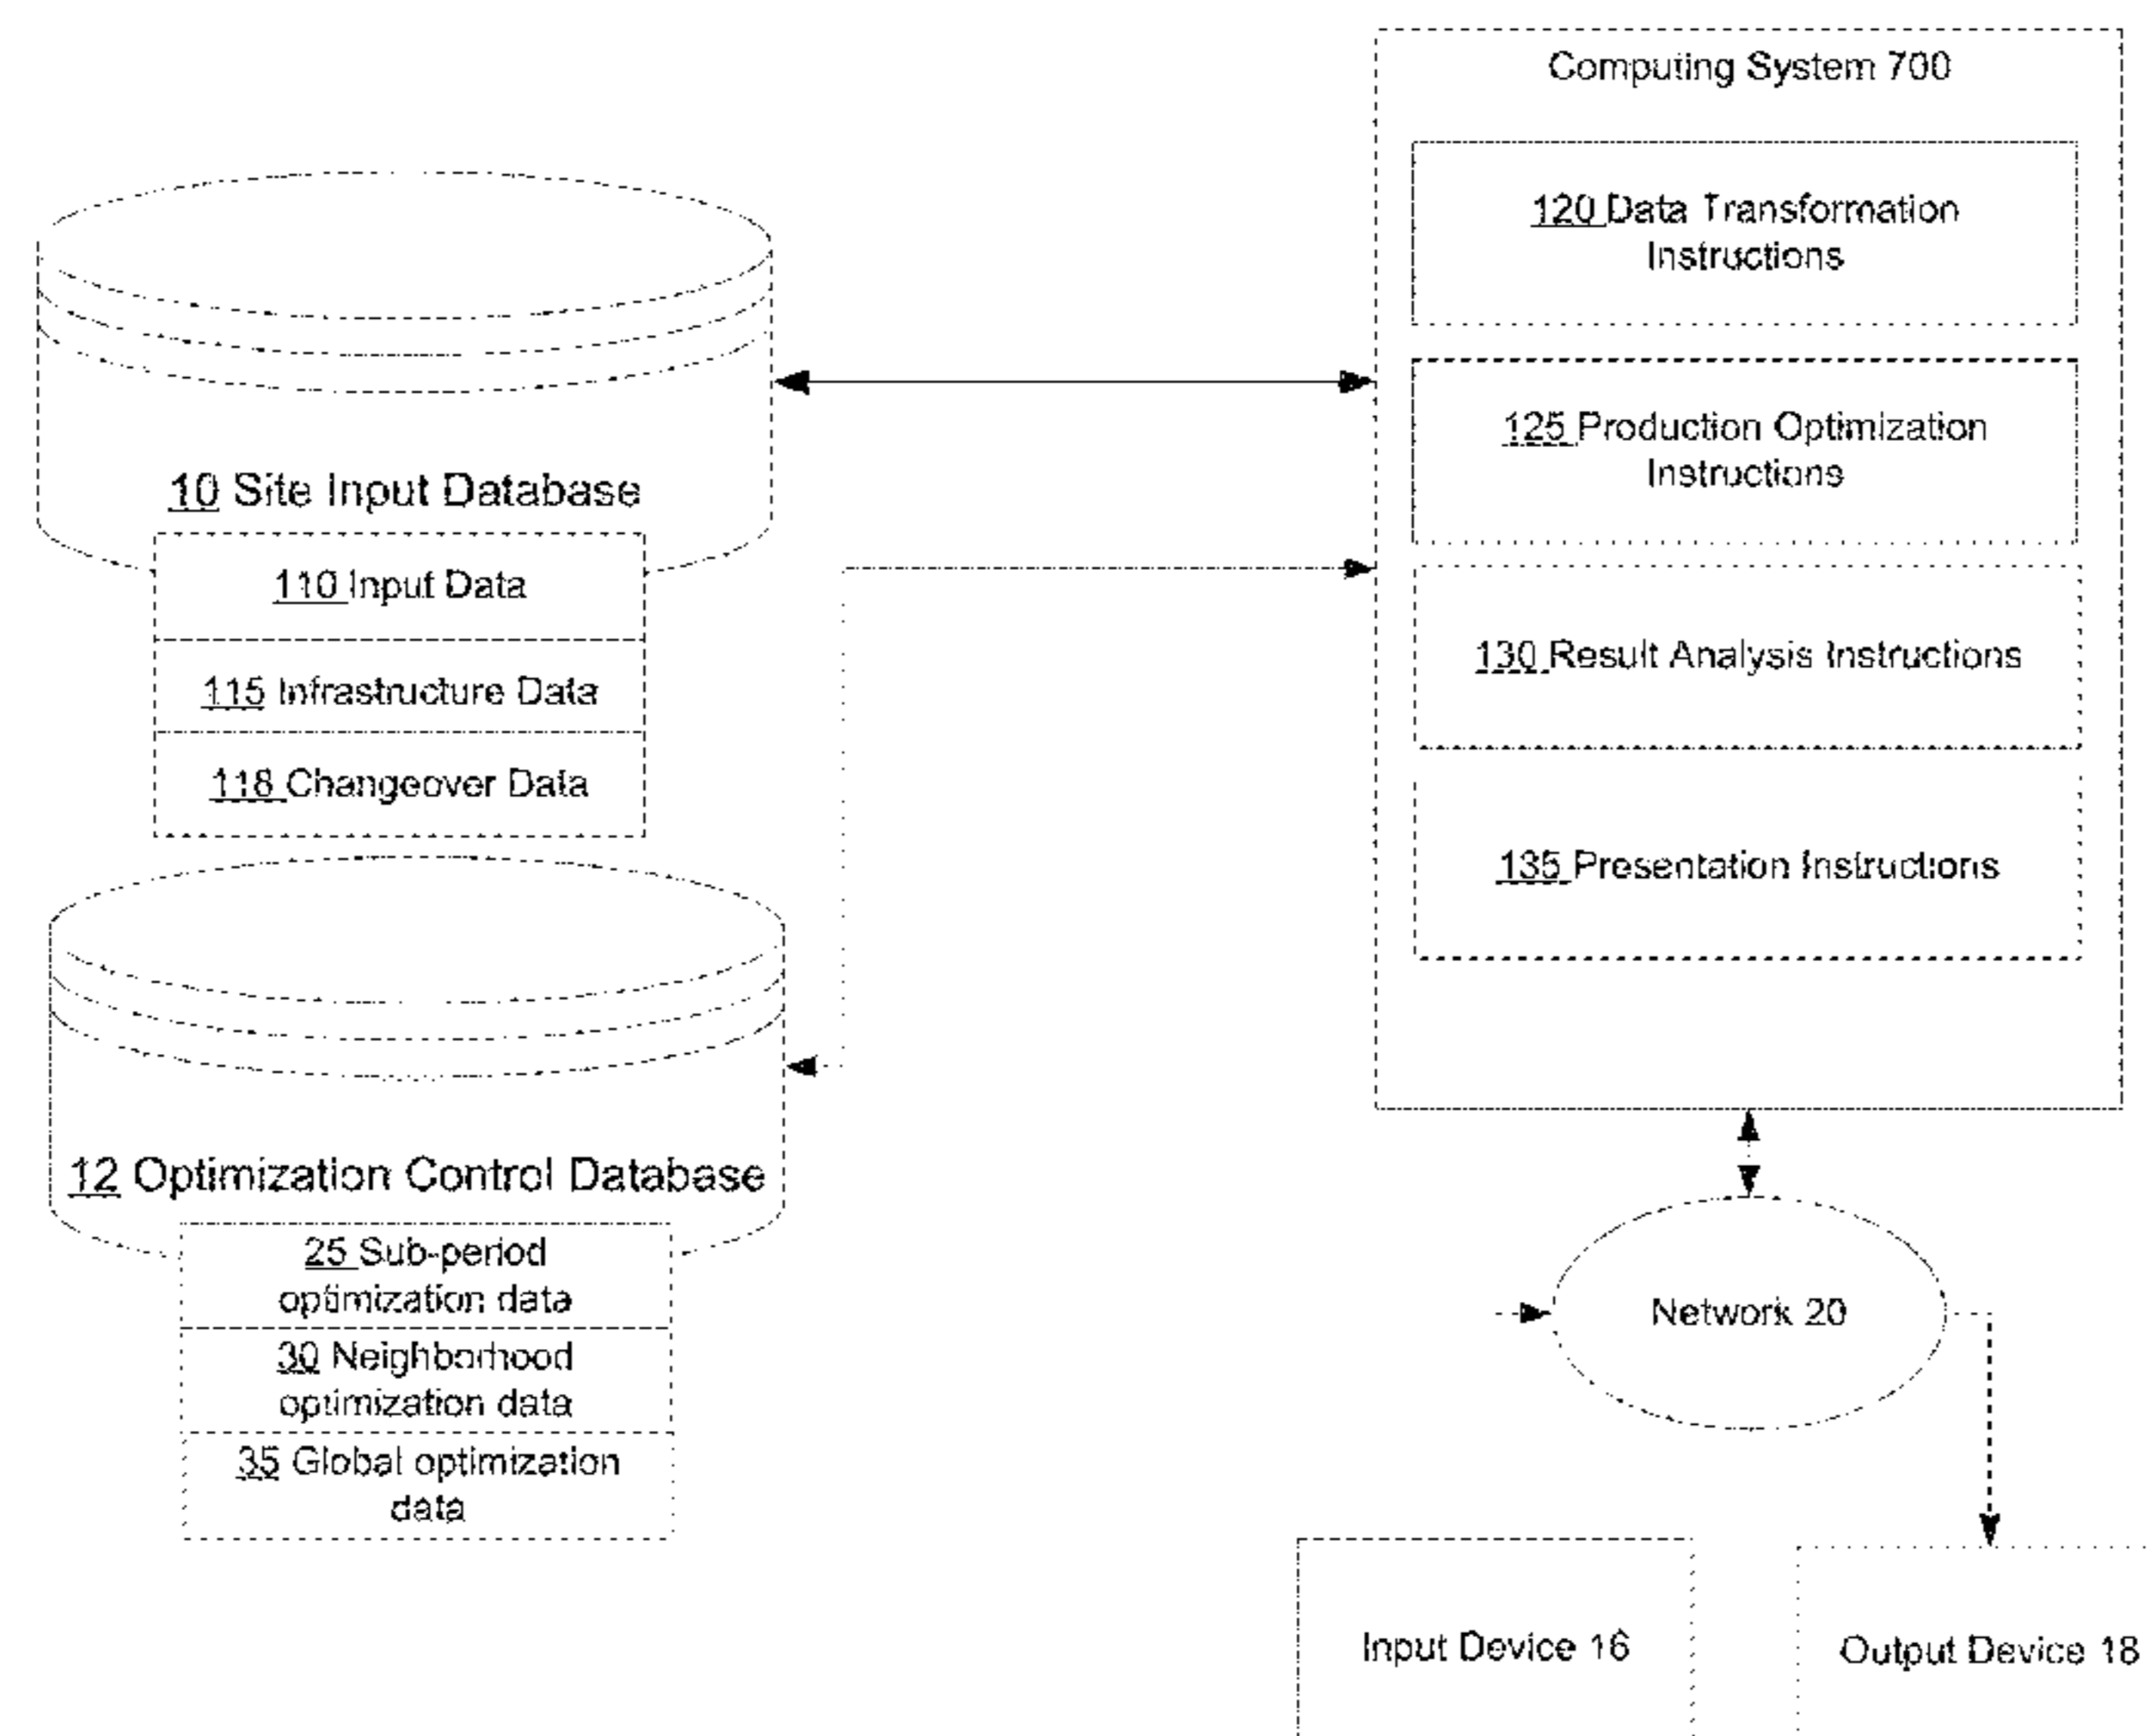 Computing System 700
120 Data Transformation
Instructions
125 Production Optimization
Instructions
130 Result Analysis Instructions
135 Presentation Instructions
10 Site Input Database
110 Input Data
115 Infrastructure Data
118 Changeover Data
12 Optimization Control Database
25 Sub-period
optimization data
30 Neighborhood
optimization data
35 Global optimization
data
Network 20
Input Device 16
Output Device 18